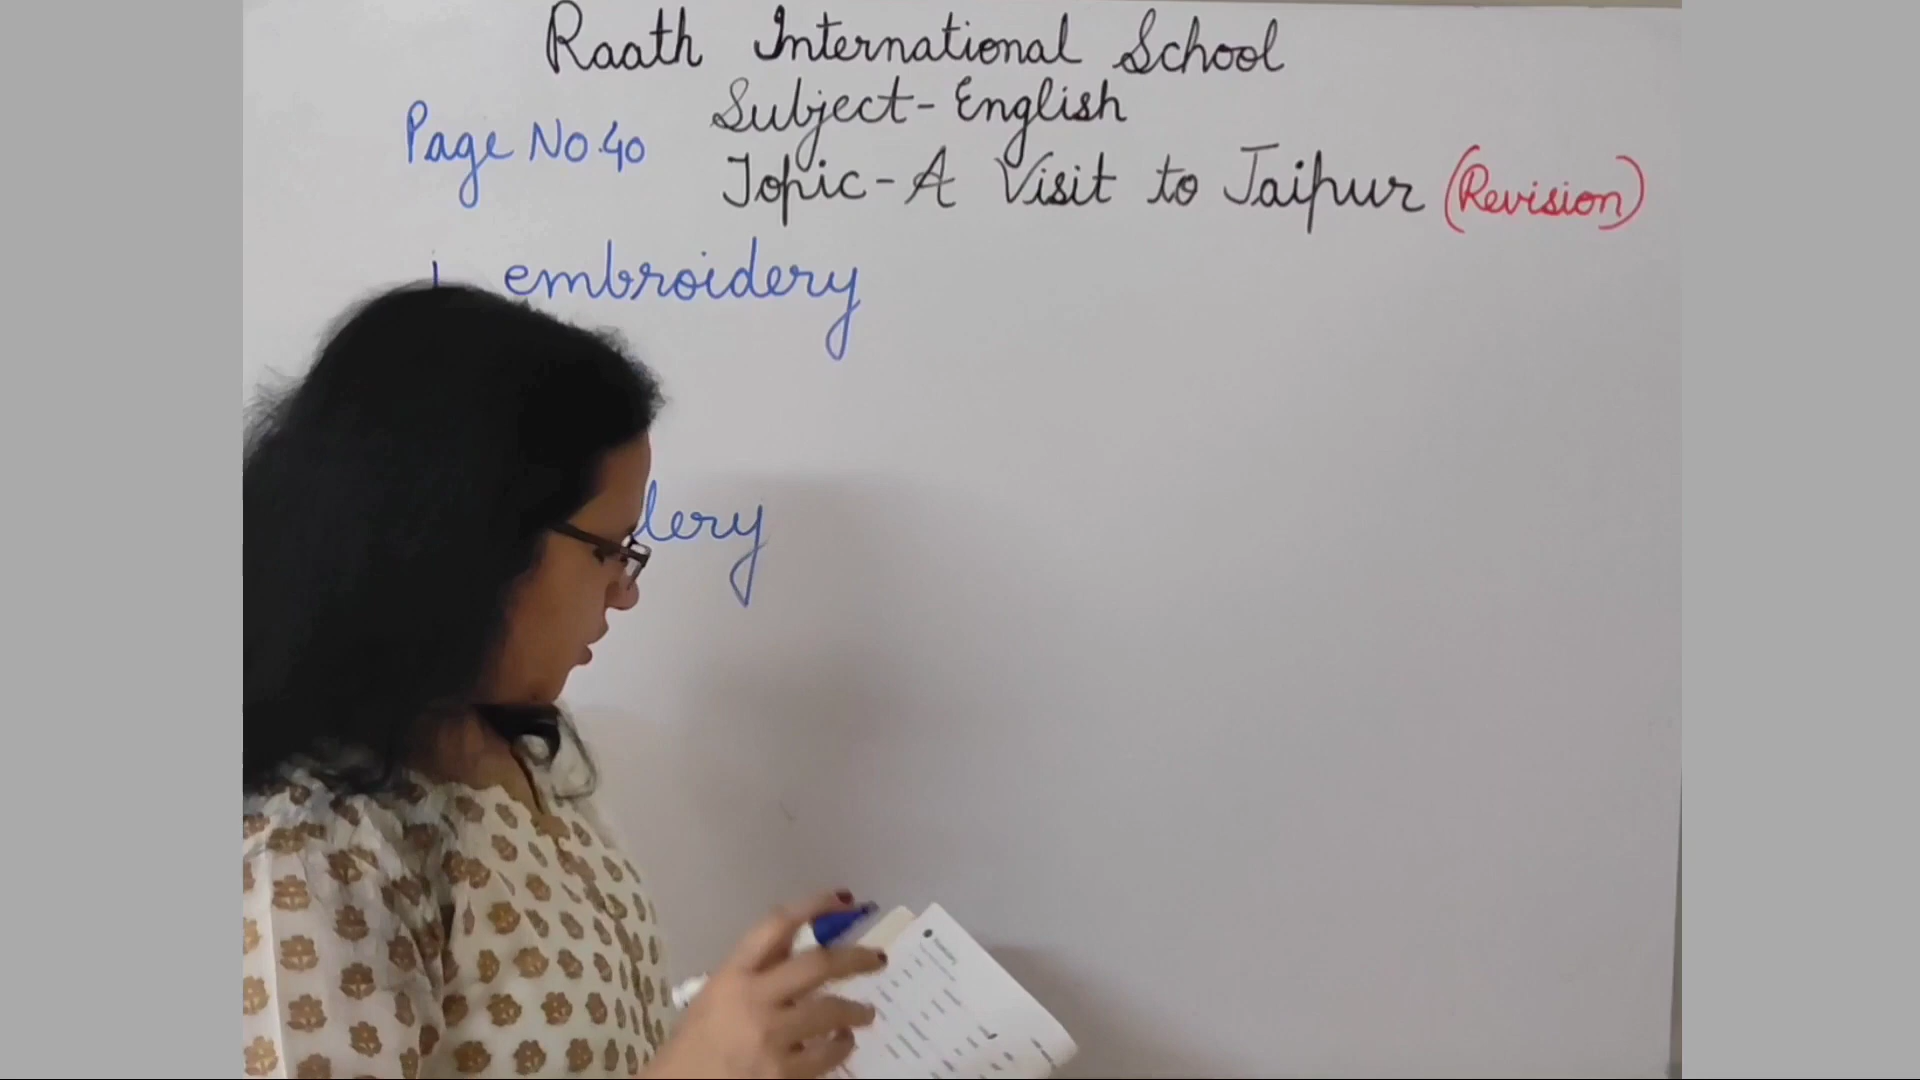 Raath International School
Subject- English
Page No.40
Topic- A Visit to Jaipur (Revision)
embroidery
dery